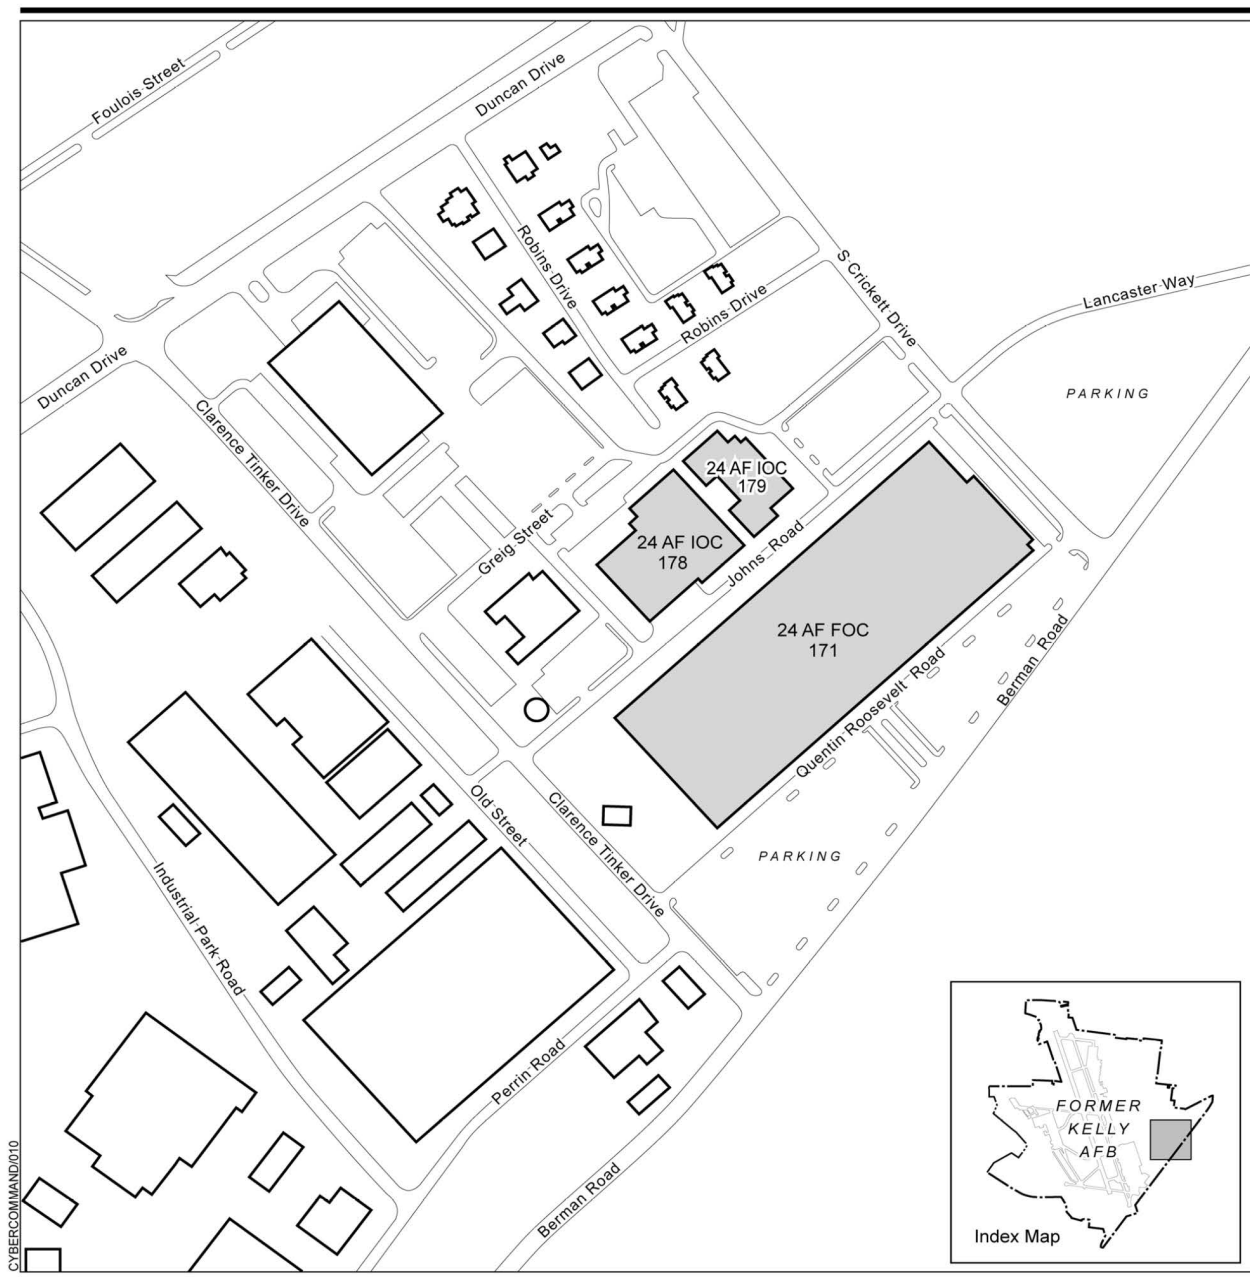 Foulois Street
Duncan Drive
Robins Drive
S Crickett Drive
Lancaster Way
Robins Drive
Duncan Drive
PARKING
Clarence Tinker Drive
24 AF IOC
179
Greig Street
24 AF IOC
178
Johns Road
24 AF FOC
171
Berman Road
Quentin Roosevelt Road
Old Street
Clarence Tinker Drive
PARKING
Industrial Park Road
Perrin Road
Berman Road
FORMER
KELLY
AFB
Index Map
CYBERCOMMAND/010